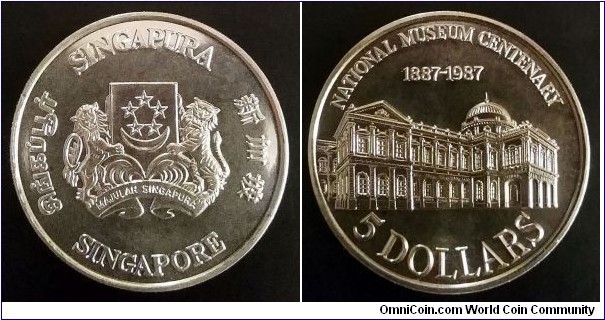 SINGAPURA
சிங்கப்பூர்
新加坡
MAJULAH SINGAPURA
SINGAPORE
NATIONAL MUSEUM CENTENARY
1887-1987
5 DOLLARS
OmniCoin.com World Coin Community